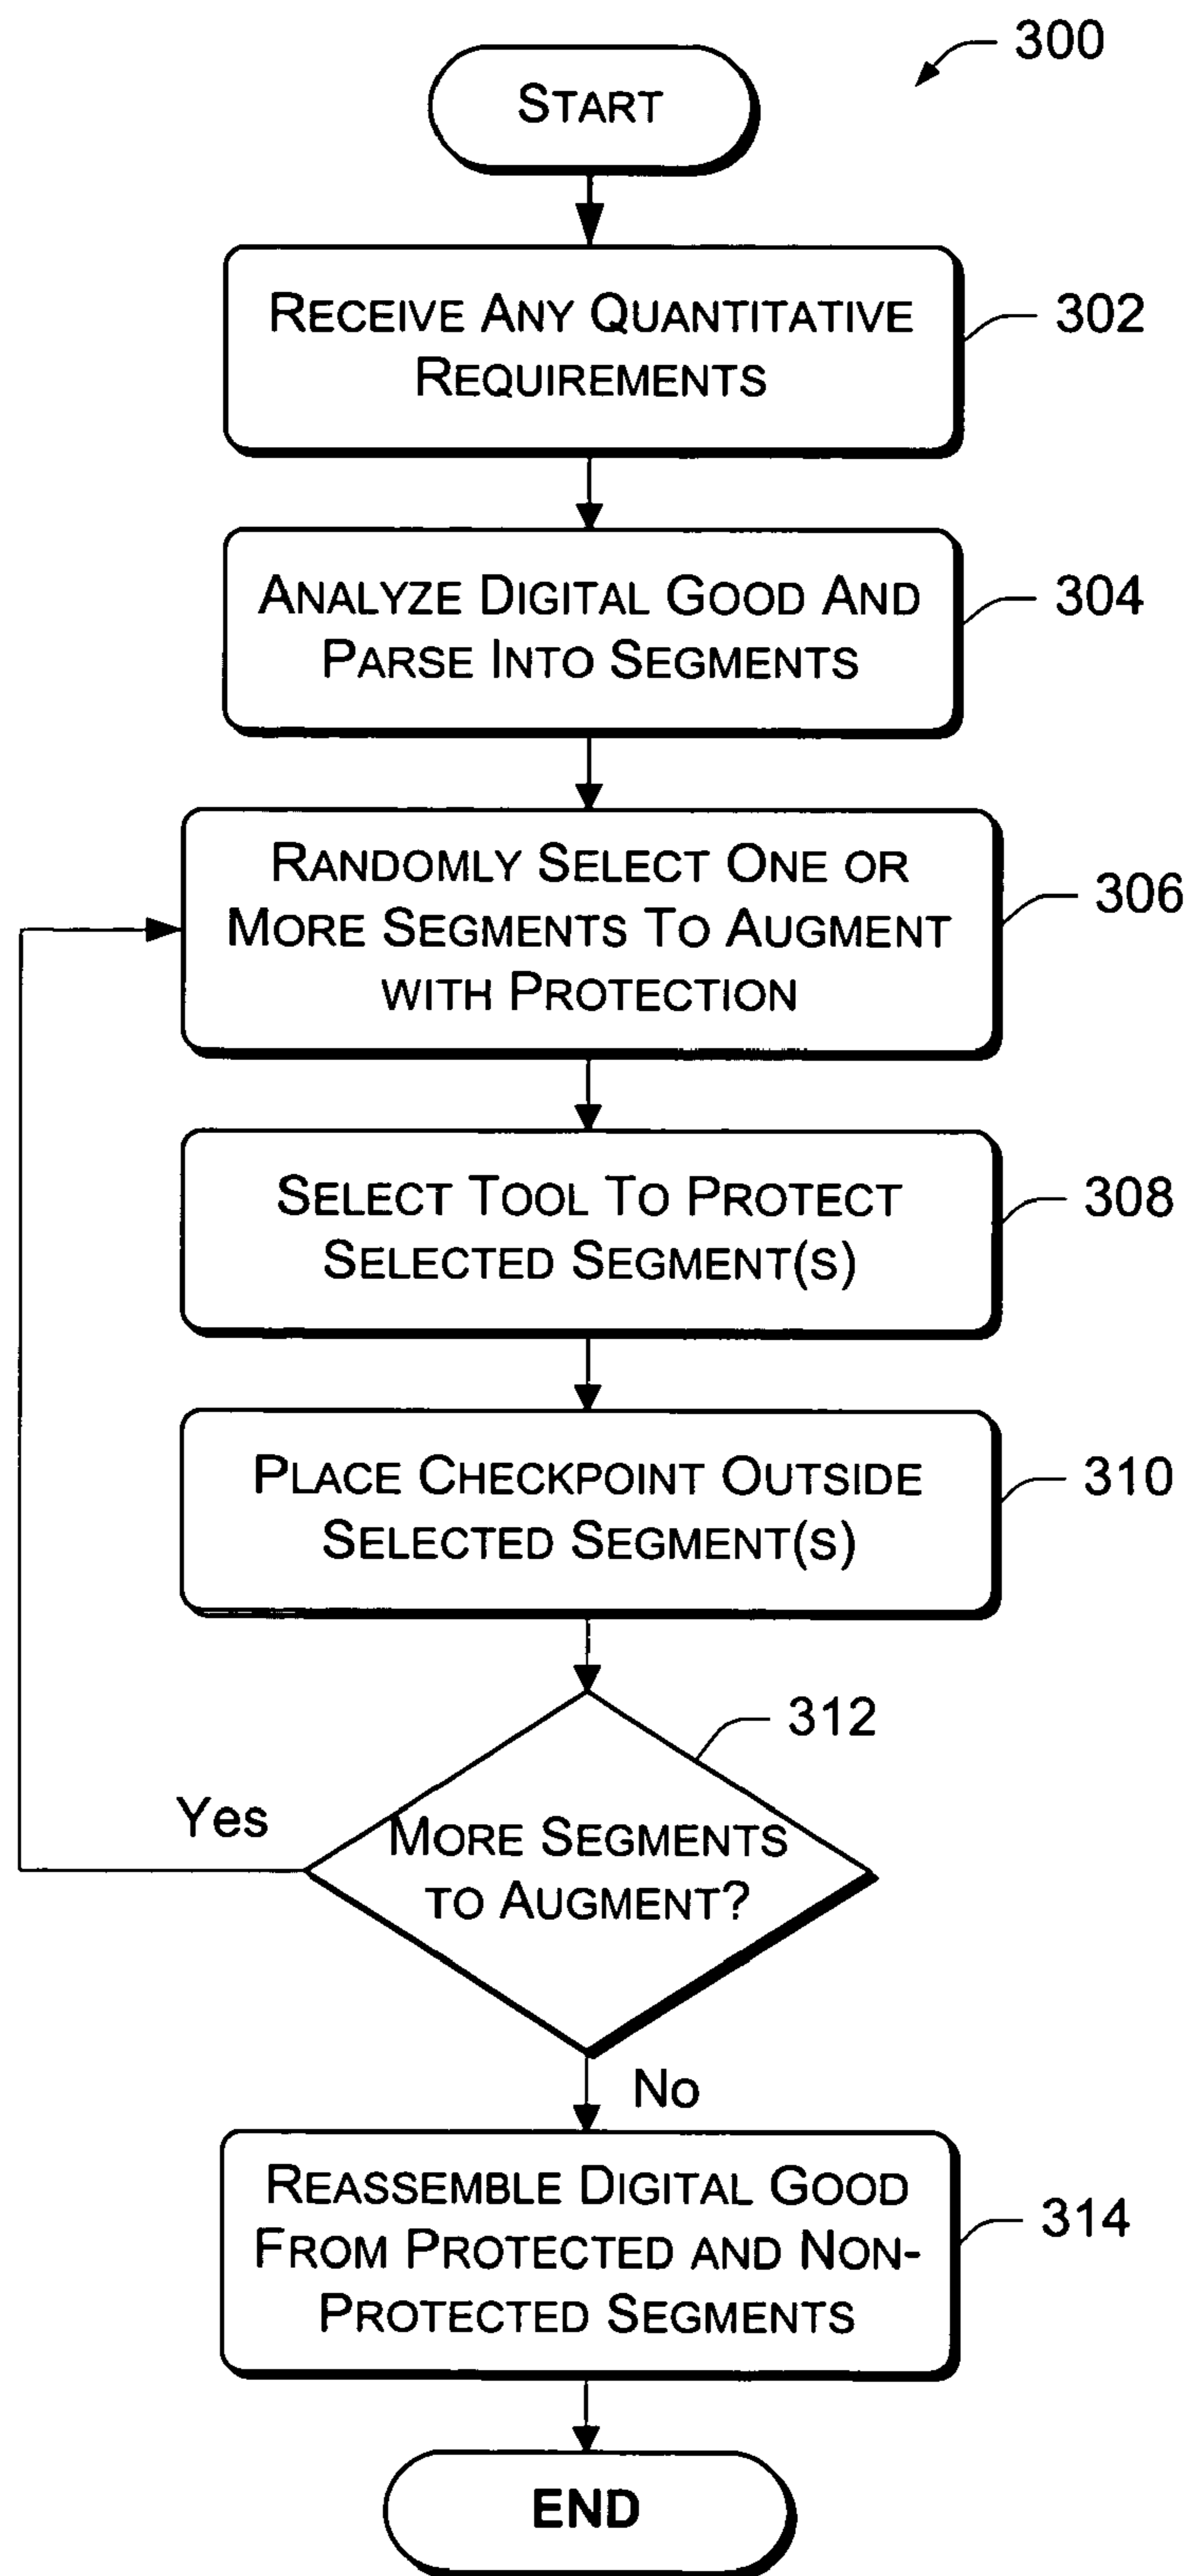 300
START
RECEIVE ANY QUANTITATIVE
REQUIREMENTS
302
ANALYZE DIGITAL GOOD AND
PARSE INTO SEGMENTS
304
RANDOMLY SELECT ONE OR
MORE SEGMENTS TO AUGMENT
WITH PROTECTION
306
SELECT TOOL TO PROTECT
SELECTED SEGMENT(S)
308
PLACE CHECKPOINT OUTSIDE
SELECTED SEGMENT(S)
310
312
Yes
MORE SEGMENTS
TO AUGMENT?
No
REASSEMBLE DIGITAL GOOD
FROM PROTECTED AND NON-
PROTECTED SEGMENTS
314
END